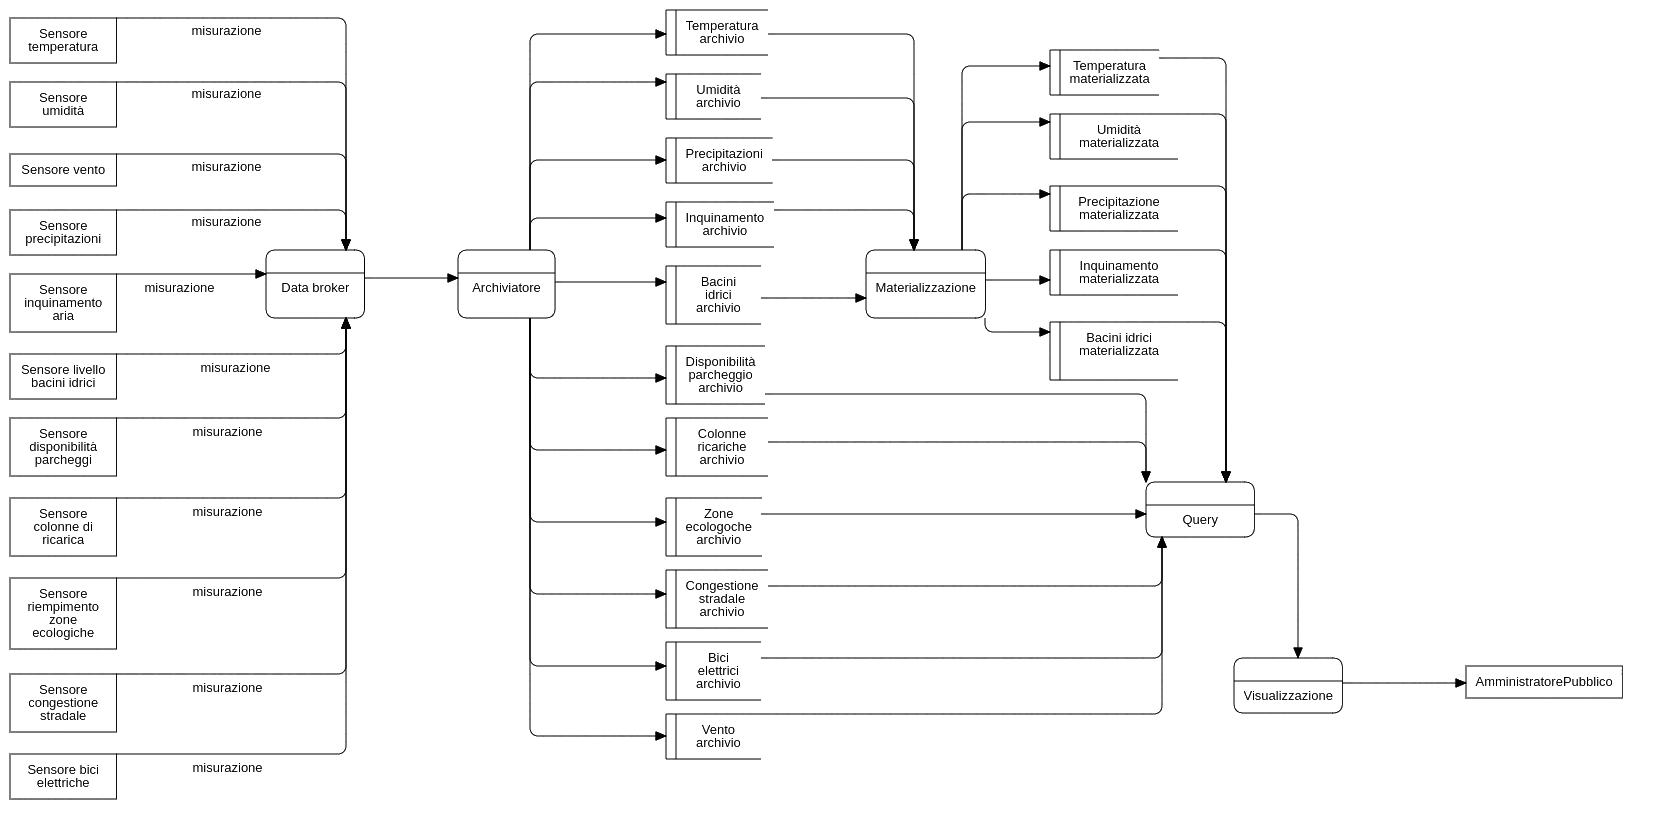 Sensore
temperatura
misurazione
Sensore
umidità
misurazione
Sensore vento
misurazione
Sensore
precipitazioni
misurazione
Sensore
inquinamento
aria
misurazione
Sensore livello
bacini idrici
misurazione
Sensore
disponibilità
parcheggi
misurazione
Sensore
colonne di
ricarica
misurazione
Sensore
riempimento
zone
ecologiche
misurazione
Sensore
congestione
stradale
misurazione
Sensore bici
elettriche
misurazione
Data broker
Archiviatore
Temperatura
archivio
Umidità
archivio
Precipitazioni
archivio
Inquinamento
archivio
Bacini
idrici
archivio
Disponibilità
parcheggio
archivio
Colonne
ricariche
archivio
Zone
ecologoche
archivio
Congestione
stradale
archivio
Bici
elettrici
archivio
Vento
archivio
Materializzazione
Temperatura
materializzata
Umidità
materializzata
Precipitazione
materializzata
Inquinamento
materializzata
Bacini idrici
materializzata
Query
Visualizzazione
AmministratorePubblico